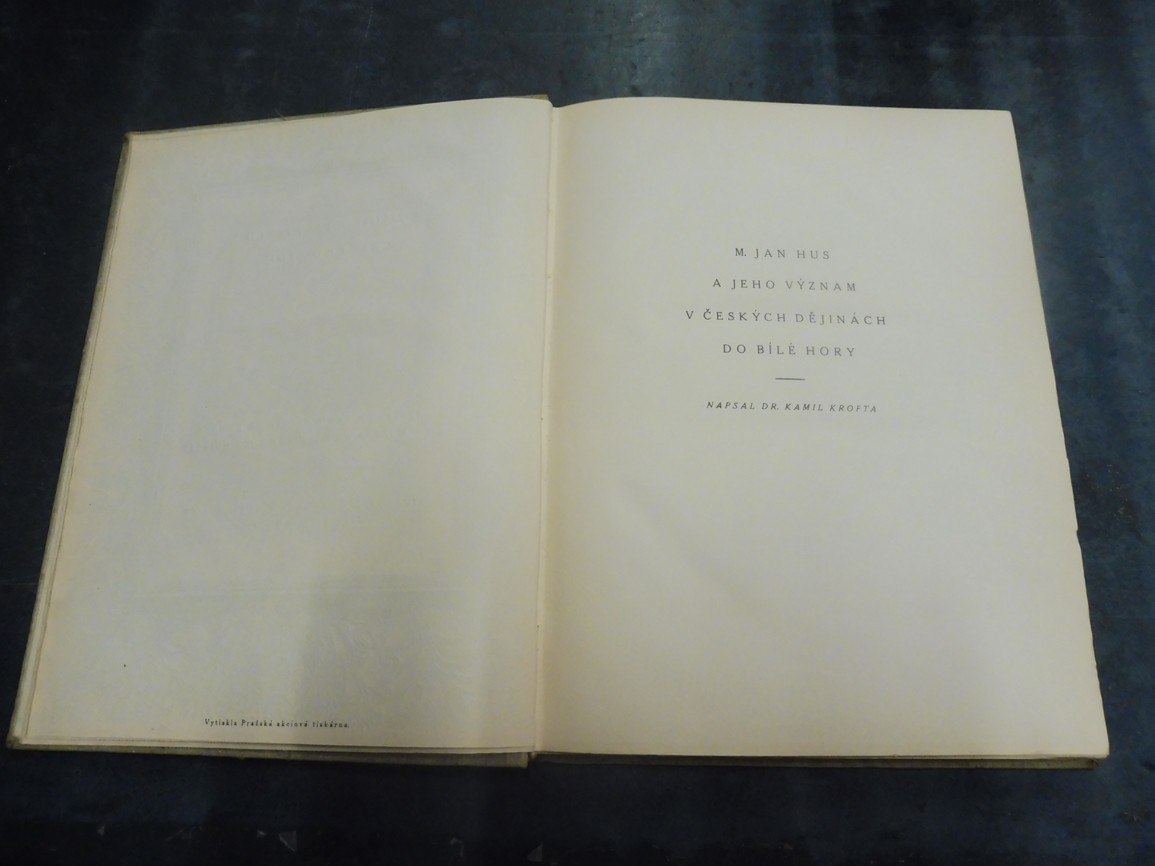 Vytiskla Pražská akciová tiskárna.
M. JAN HUS
A JEHO VÝZNAM
V ČESKÝCH DĚJINÁCH
DO BÍLÉ HORY
NAPSAL DR. KAMIL KROFTA